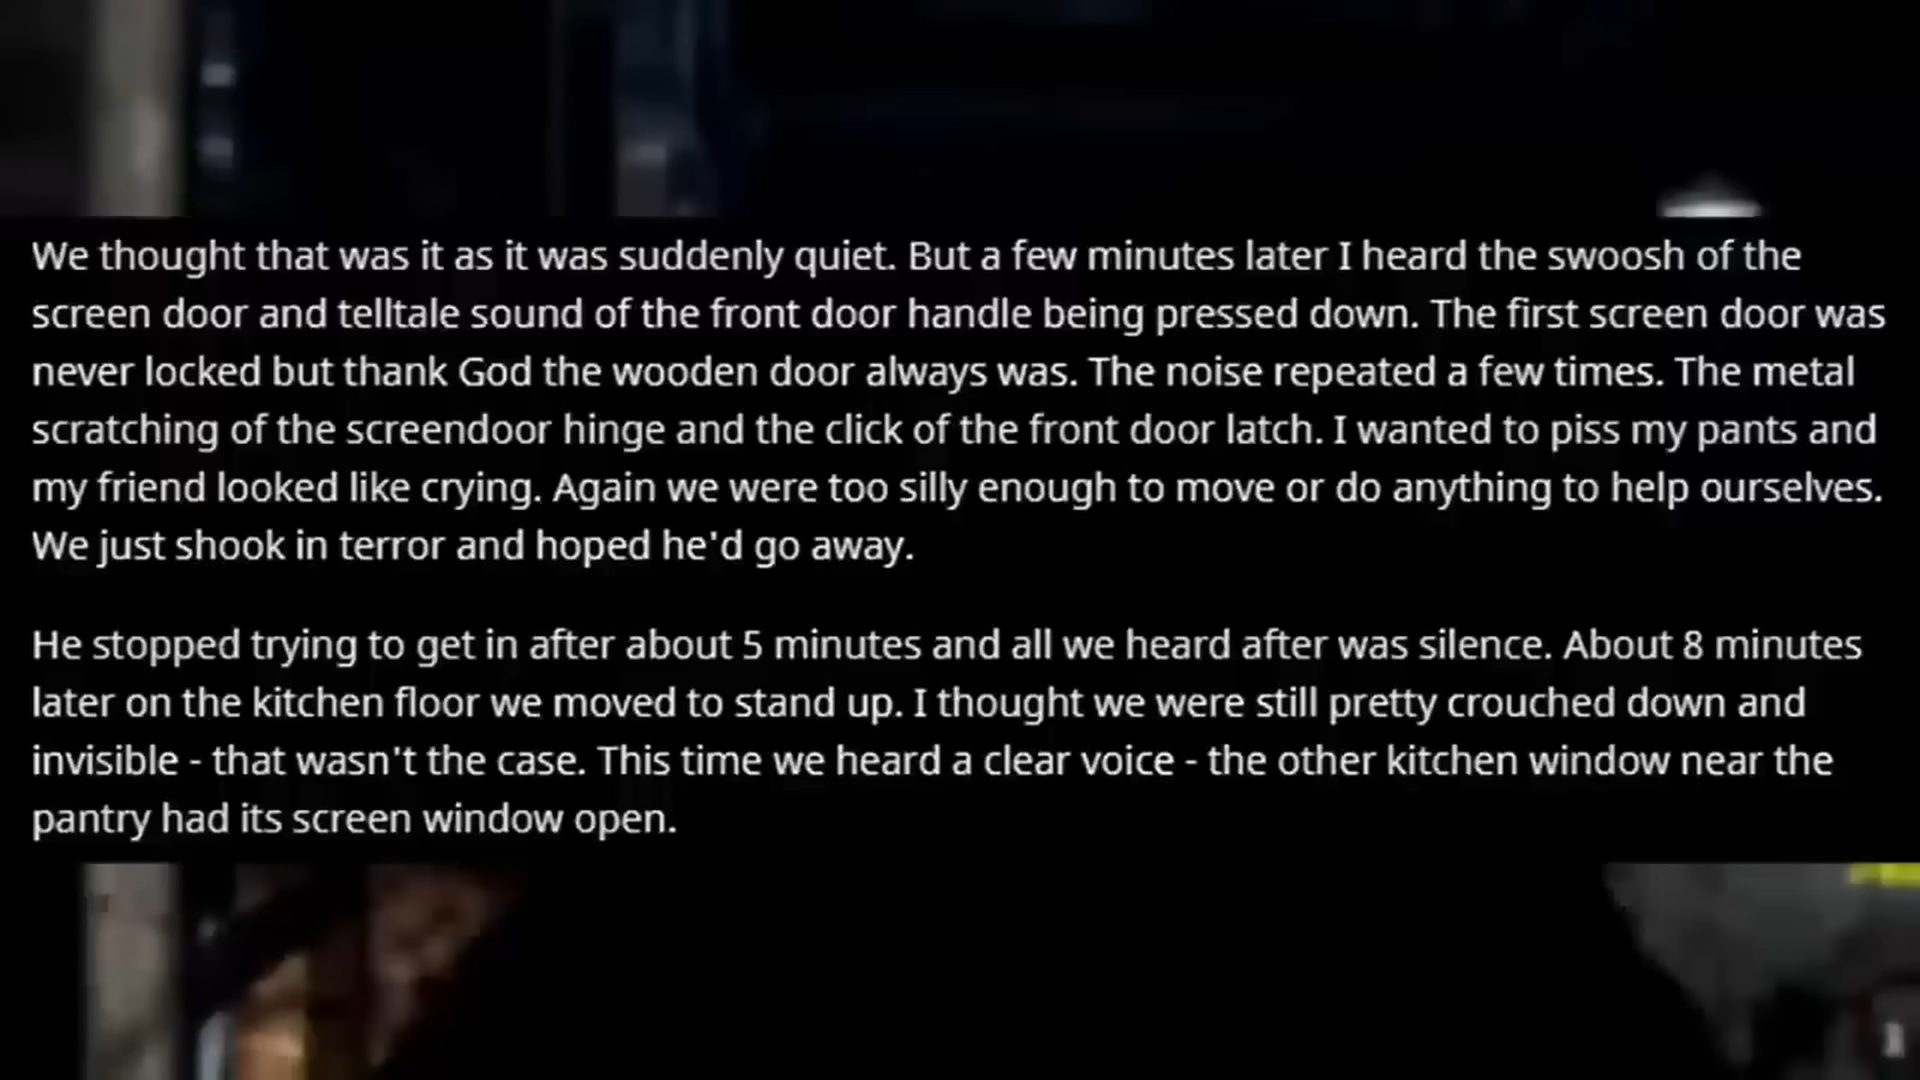 We thought that was it as it was suddenly quiet. But a few minutes later I heard the swoosh of the
screen door and telltale sound of the front door handle being pressed down. The first screen door was
never locked but thank God the wooden door always was. The noise repeated a few times. The metal
scratching of the screendoor hinge and the click of the front door latch. I wanted to piss my pants and
my friend looked like crying. Again we were too silly enough to move or do anything to help ourselves.
We just shook in terror and hoped he'd go away.
He stopped trying to get in after about 5 minutes and all we heard after was silence. About 8 minutes
later on the kitchen floor we moved to stand up. I thought we were still pretty crouched down and
invisible - that wasn't the case. This time we heard a clear voice - the other kitchen window near the
pantry had its screen window open.